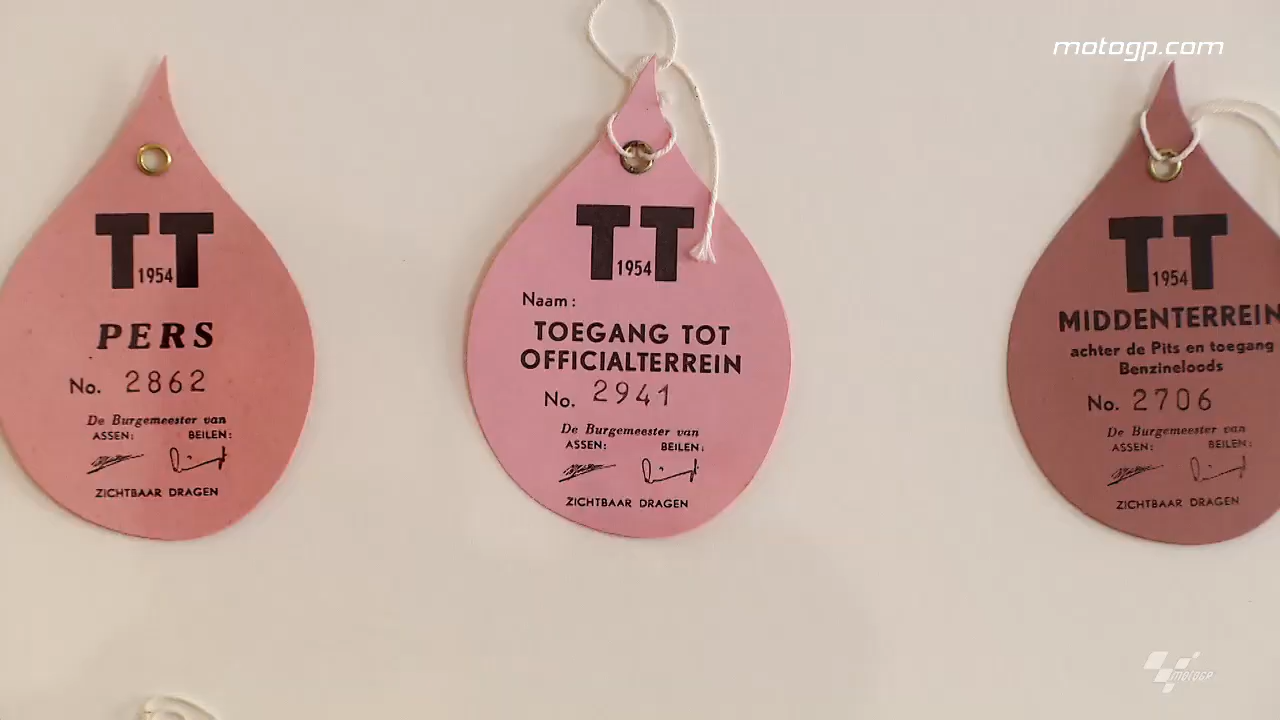 motogp.com
TT
1954
PERS
No. 2862
De Burgemeester van
ASSEN: BEILEN:
ZICHTBAAR DRAGEN
TT
1954
Naam:
TOEGANG TOT
OFFICIALTERREIN
No. 2941
De Burgemeester van
ASSEN: BEILEN:
ZICHTBAAR DRAGEN
TT
1954
MIDDENTERREIN
achter de Pits en toegang
Benzineloods
No. 2706
De Burgemeester van
ASSEN: BEILEN:
ZICHTBAAR DRAGEN
motogp